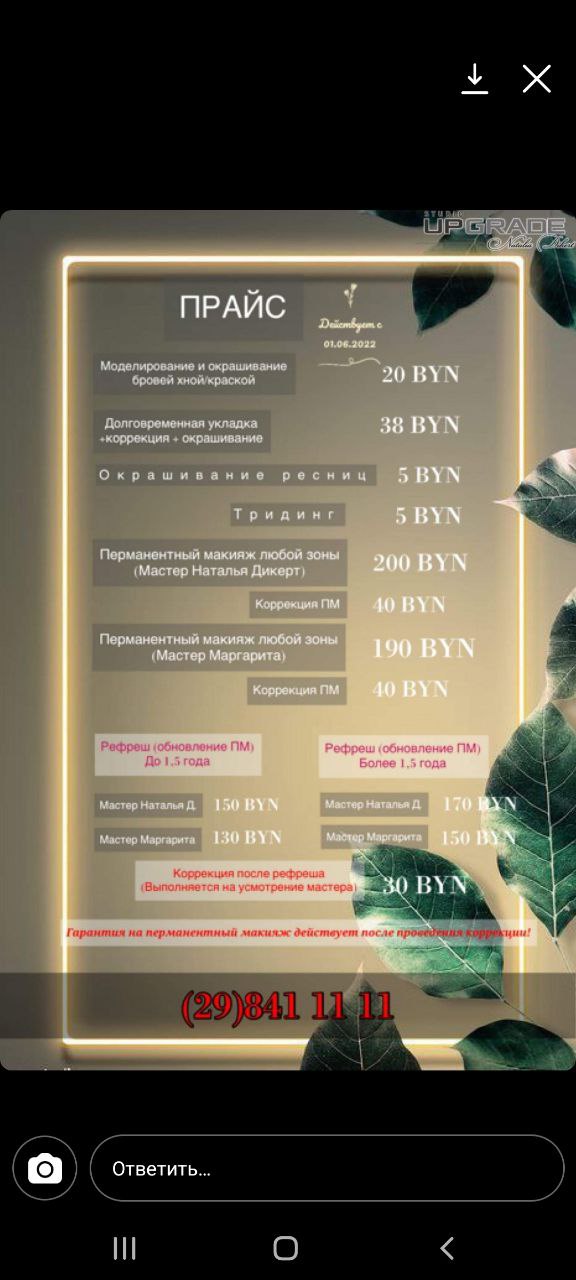 STUDIO
UPGRADE
ПРАЙС
Действует с
01.06.2022
Моделирование и окрашивание
бровей хной/краской
20 BYN
Долговременная укладка
+коррекция + окрашивание
38 BYN
Окрашивание ресниц
5 BYN
Тридинг
5 BYN
Перманентный макияж любой зоны
(Мастер Наталья Дикерт)
200 BYN
Коррекция ПМ
40 BYN
Перманентный макияж любой зоны
(Мастер Маргарита)
190 BYN
Коррекция ПМ
40 BYN
Рефреш (обновление ПМ)
До 1,5 года
Мастер Наталья Д. 150 BYN
Мастер Маргарита 130 BYN
Рефреш (обновление ПМ)
Более 1,5 года
Мастер Наталья Д. 170 BYN
Мастер Маргарита 150 BYN
Коррекция после рефреша
(Выполняется на усмотрение мастера)
30 BYN
Гарантия на перманентный макияж действует после проведения коррекции!
(29)841 11 11
Ответить...